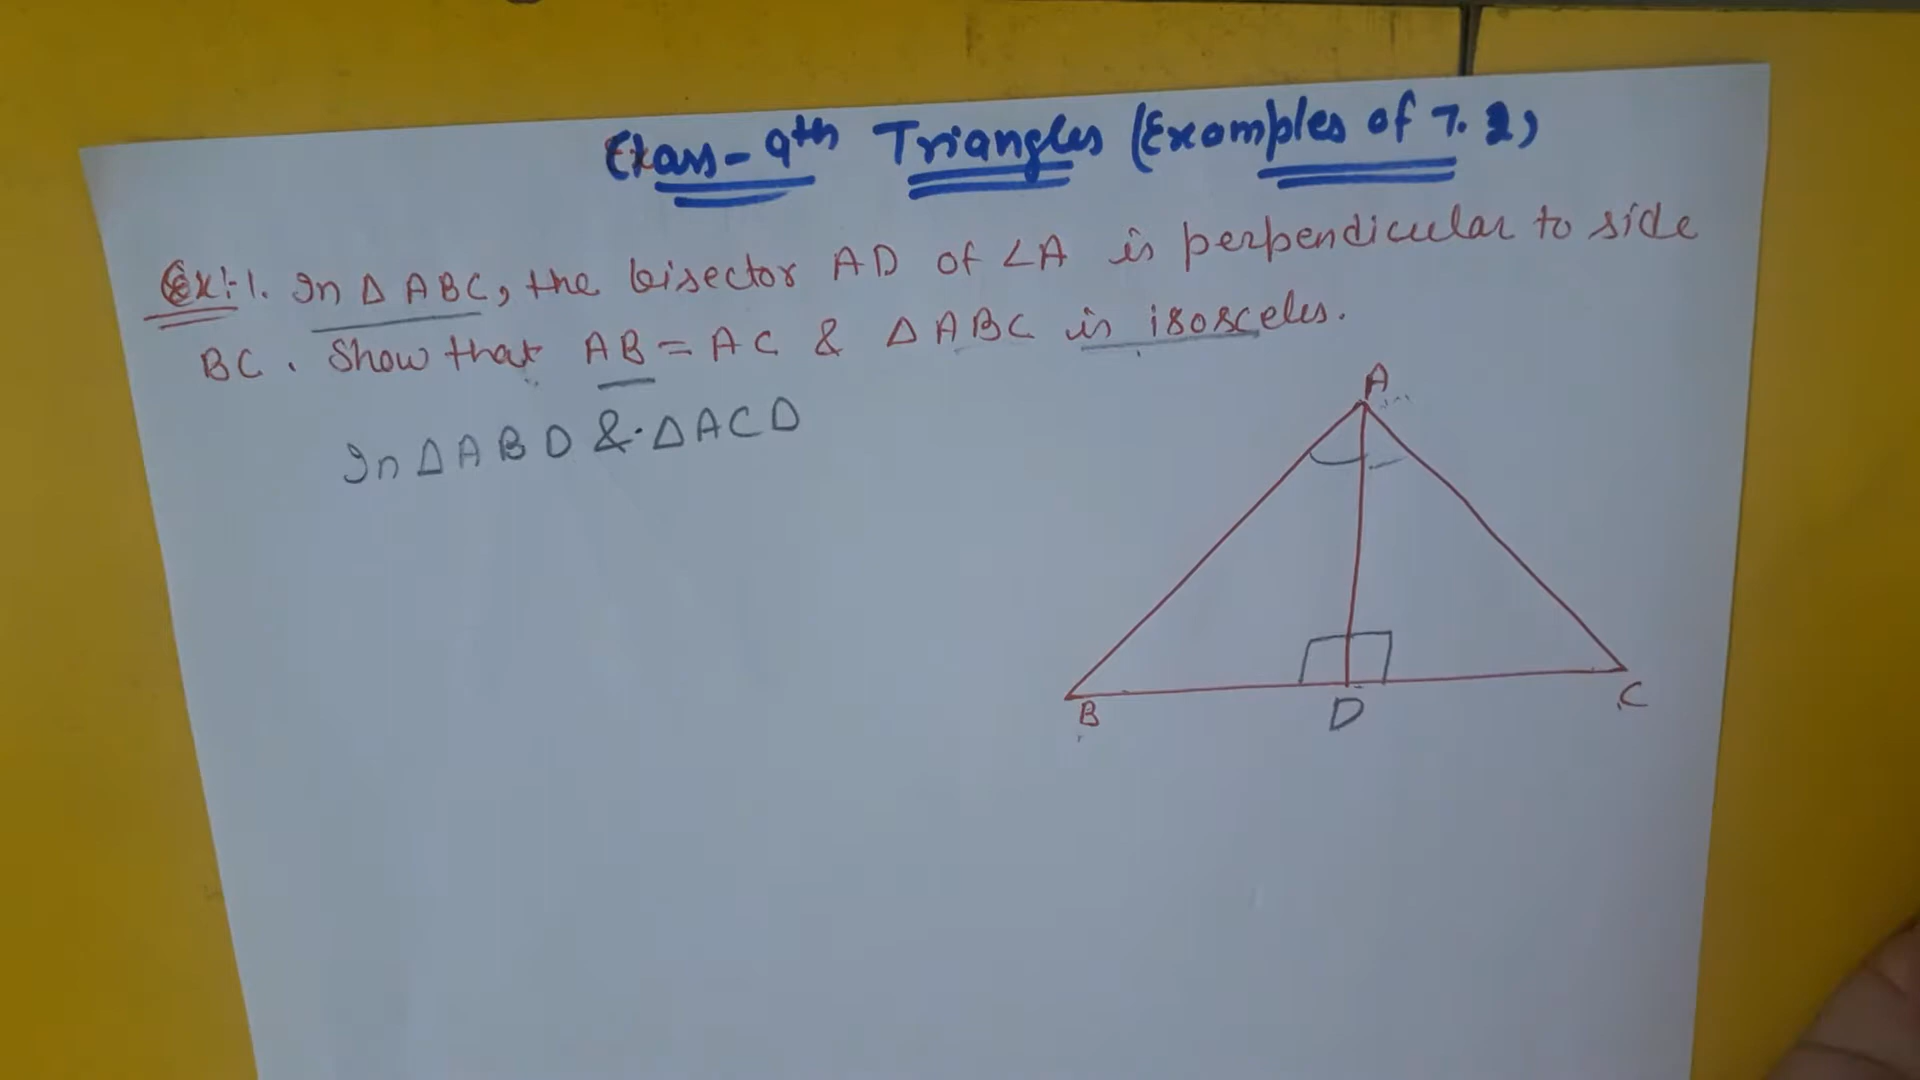 Class-9th Triangles (Examples of 7.2)
Ex:-1. In △ ABC, the bisector AD of ∠A is perpendicular to side
BC. Show that AB = AC & △ABC is isosceles.
In △ABD & △ACD
A
B
D
C